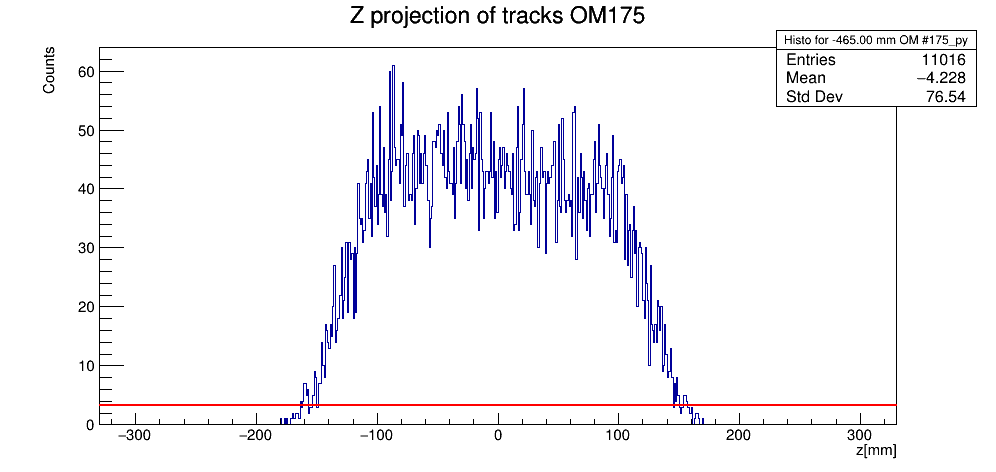 Z projection of tracks OM175
Histo for -465.00 mm OM #175_py
Entries 11016
Mean −4.228
Std Dev 76.54
Counts
60
50
40
30
20
10
0
−300 −200 −100 0 100 200 300
z[mm]